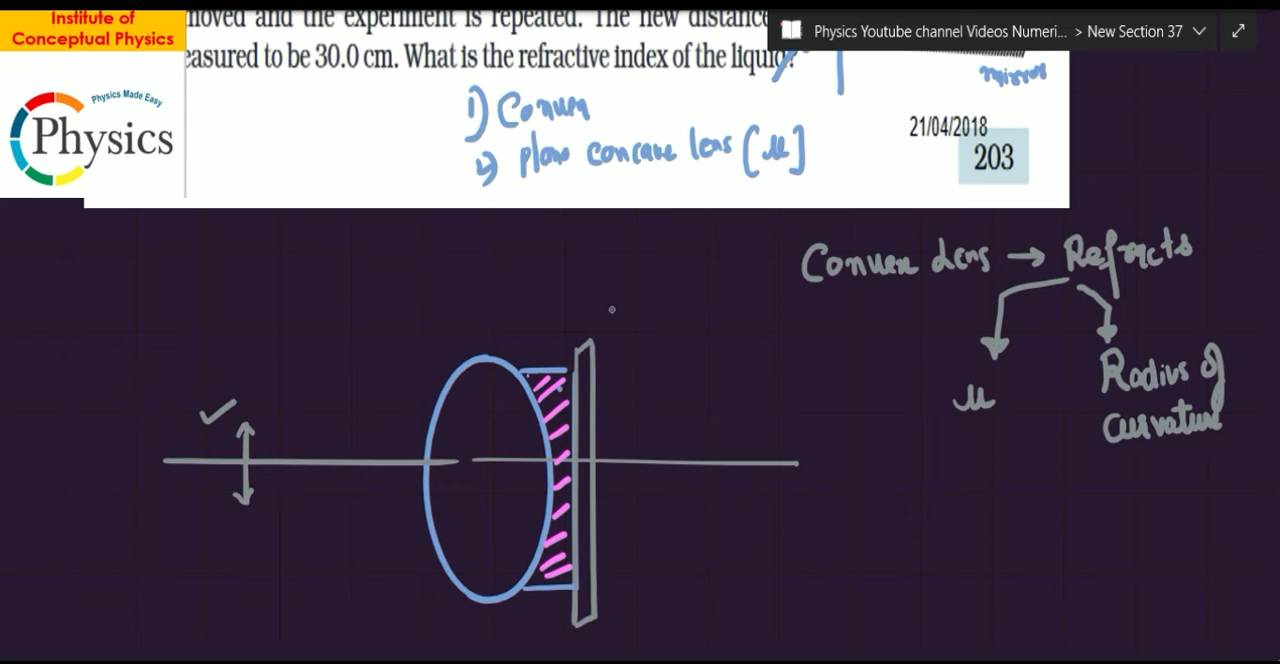 Institute of
Conceptual Physics
Physics Made Easy
Physics
moved and the experiment is repeated. The new distance
easured to be 30.0 cm. What is the refractive index of the liquid?
Physics Youtube channel Videos Numeri... > New Section 37
mirror
1) Convex
2) plano concave lens [μ]
21/04/2018
203
Convex Lens → Refracts
μ
Radius of
curvature